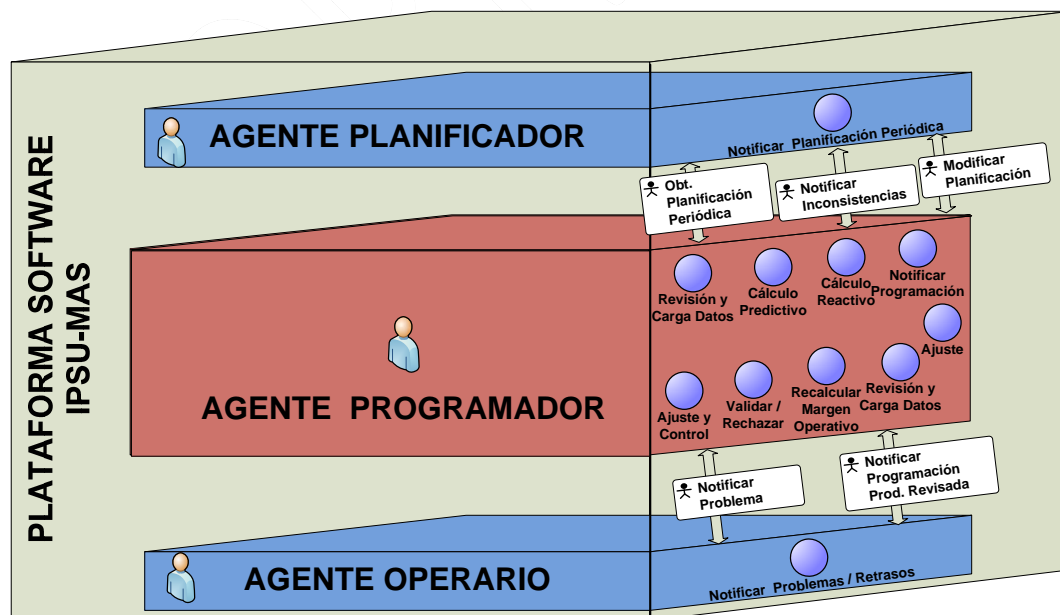 PLATAFORMA SOFTWARE
IPSU-MAS
AGENTE PLANIFICADOR
Notificar Planificación Periódica
Obt.
Planificación
Periódica
Notificar
Inconsistencias
Modificar
Planificación
AGENTE PROGRAMADOR
Revisión y
Carga Datos
Cálculo
Predictivo
Cálculo
Reactivo
Notificar
Programación
Ajuste
Ajuste y
Control
Validar /
Rechazar
Recalcular
Margen
Operativo
Revisión y
Carga Datos
Notificar
Problema
Notificar
Programación
Prod. Revisada
AGENTE OPERARIO
Notificar Problemas / Retrasos